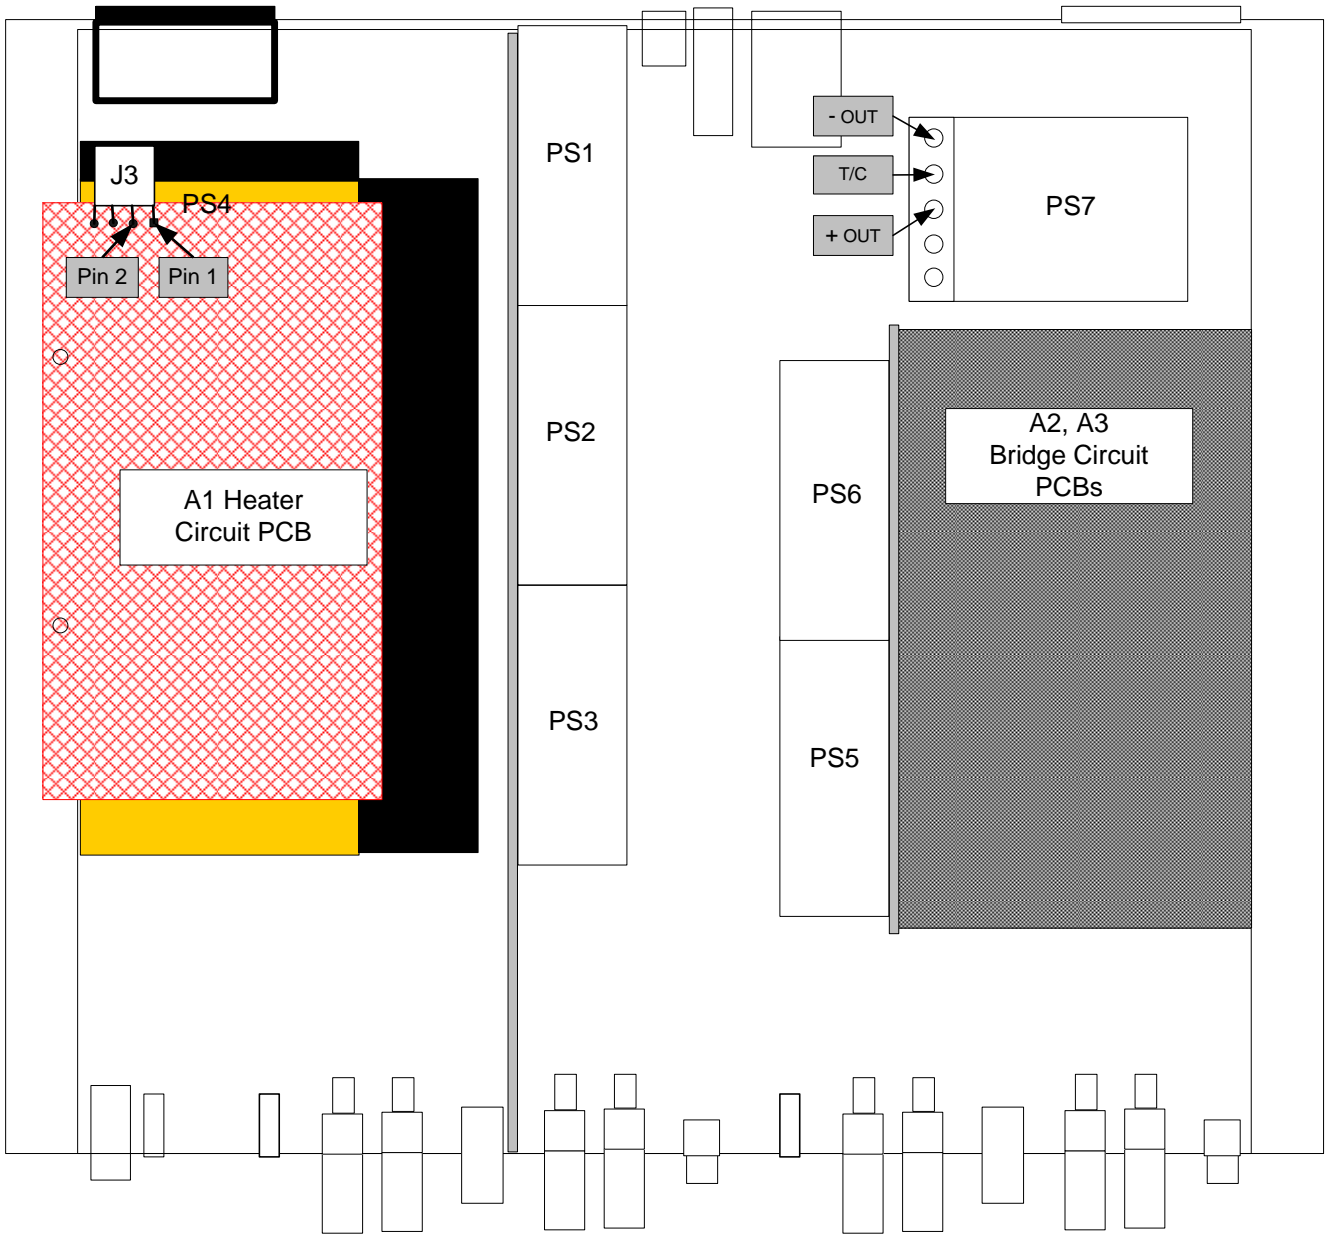 - OUT
PS1
T/C
J3
PS4
PS7
+ OUT
Pin 2
Pin 1
A2, A3
Bridge Circuit
PCBs
PS2
A1 Heater
Circuit PCB
PS6
PS3
PS5